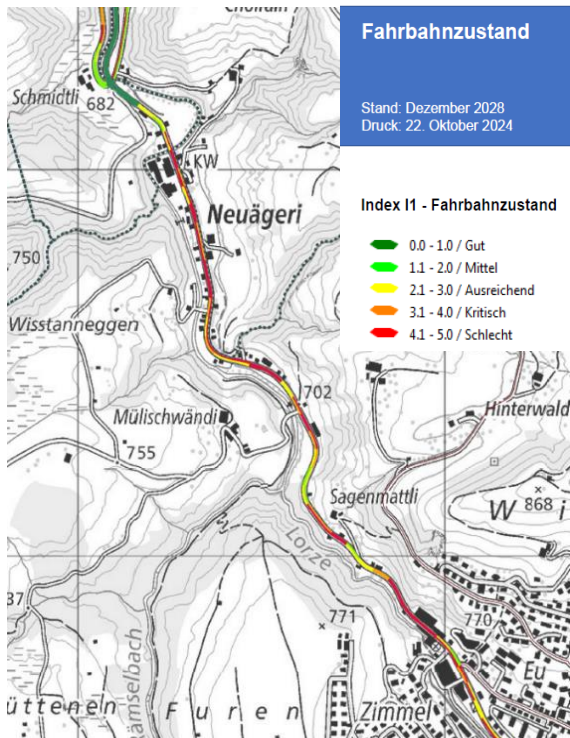 Fahrbahnzustand
Stand: Dezember 2028
Druck: 22. Oktober 2024
Index I1 - Fahrbahnzustand
0.0 - 1.0 / Gut
1.1 - 2.0 / Mittel
2.1 - 3.0 / Ausreichend
3.1 - 4.0 / Kritisch
4.1 - 5.0 / Schlecht
Schmidtli
682
KW
Neuägeri
750
Wisstanneggen
702
Mülischwändi
755
Hinterwald
Sagenmattli
868
W i
Lorze
37
771
770
Eu
üttenen
Furen
Zimmel